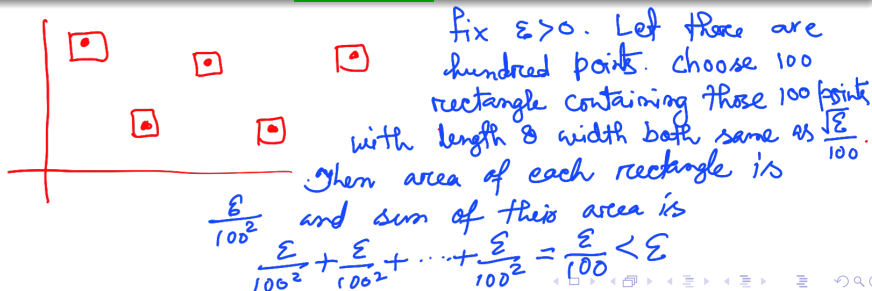 fix ε>0. Let there are
hundred points. choose 100
rectangle containing those 100 points
with length & width both same as √ε/100.
Then area of each rectangle is
ε/100² and sum of their area is
ε/100² + ε/100² + ..... + ε/100² = ε/100 < ε